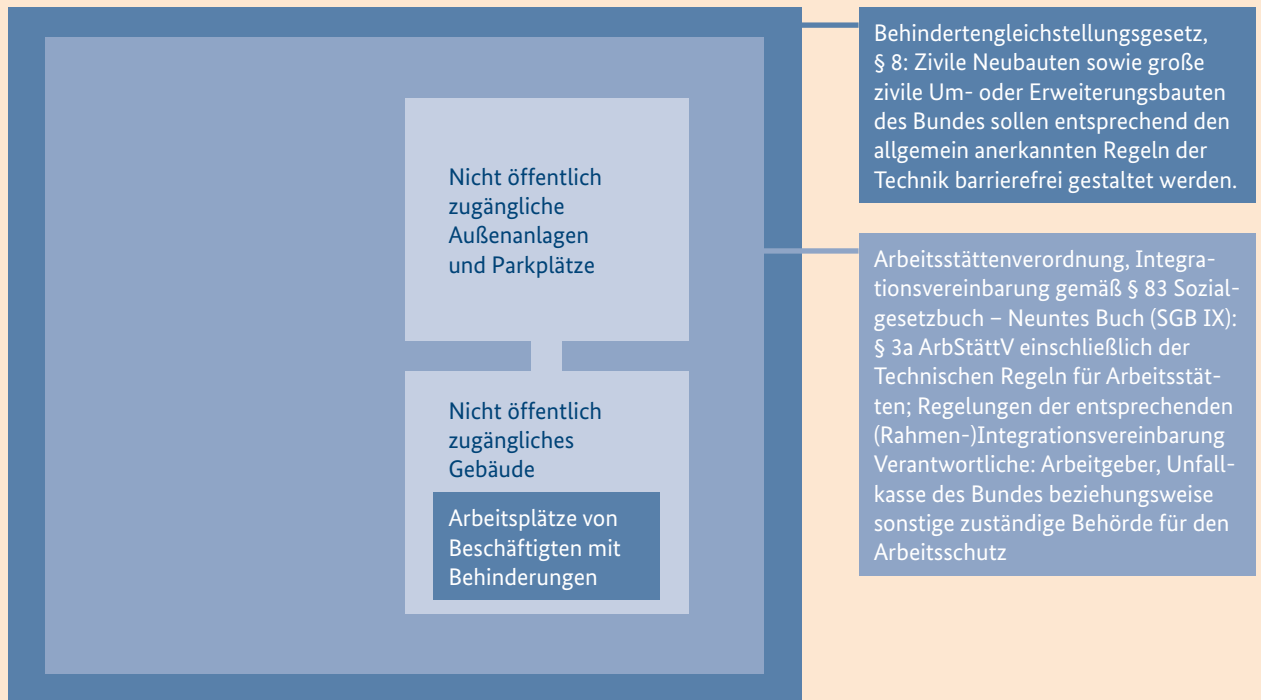 Nicht öffentlich
zugängliche
Außenanlagen
und Parkplätze
Nicht öffentlich
zugängliches
Gebäude
Arbeitsplätze von
Beschäftigten mit
Behinderungen
Behindertengleichstellungsgesetz,
§ 8: Zivile Neubauten sowie große
zivile Um- oder Erweiterungsbauten
des Bundes sollen entsprechend den
allgemein anerkannten Regeln der
Technik barrierefrei gestaltet werden.
Arbeitsstättenverordnung, Integra-
tionsvereinbarung gemäß § 83 Sozial-
gesetzbuch – Neuntes Buch (SGB IX):
§ 3a ArbStättV einschließlich der
Technischen Regeln für Arbeitsstät-
ten; Regelungen der entsprechenden
(Rahmen-)Integrationsvereinbarung
Verantwortliche: Arbeitgeber, Unfall-
kasse des Bundes beziehungsweise
sonstige zuständige Behörde für den
Arbeitsschutz